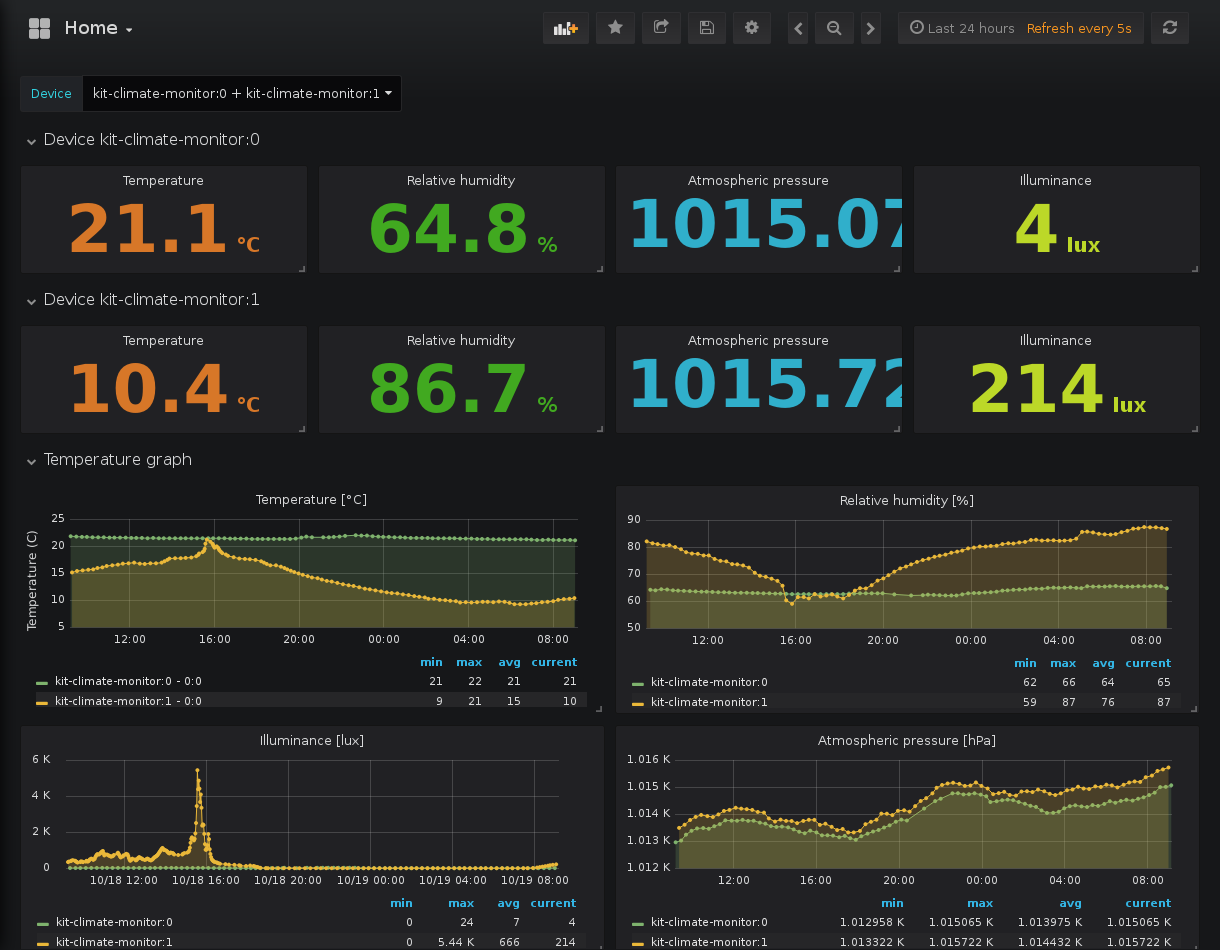 Home
Last 24 hours Refresh every 5s
Device kit-climate-monitor:0 + kit-climate-monitor:1
Device kit-climate-monitor:0
Temperature Relative humidity Atmospheric pressure Illuminance
21.1 °C 64.8 % 1015.07 4 lux
Device kit-climate-monitor:1
Temperature Relative humidity Atmospheric pressure Illuminance
10.4 °C 86.7 % 1015.72 214 lux
Temperature graph
Temperature [°C]
Temperature (C)
25
20
15
10
5
12:00 16:00 20:00 00:00 04:00 08:00
min max avg current
kit-climate-monitor:0 - 0:0 21 22 21 21
kit-climate-monitor:1 - 0:0 9 21 15 10
Relative humidity [%]
90
80
70
60
50
12:00 16:00 20:00 00:00 04:00 08:00
min max avg current
kit-climate-monitor:0 62 66 64 65
kit-climate-monitor:1 59 87 76 87
Illuminance [lux]
6 K
4 K
2 K
0
10/18 12:00 10/18 16:00 10/18 20:00 10/19 00:00 10/19 04:00 10/19 08:00
min max avg current
kit-climate-monitor:0 0 24 7 4
kit-climate-monitor:1 0 5.44 K 666 214
Atmospheric pressure [hPa]
1.016 K
1.015 K
1.014 K
1.013 K
1.012 K
12:00 16:00 20:00 00:00 04:00 08:00
min max avg current
kit-climate-monitor:0 1.012958 K 1.015065 K 1.013975 K 1.015065 K
kit-climate-monitor:1 1.013322 K 1.015722 K 1.014432 K 1.015722 K